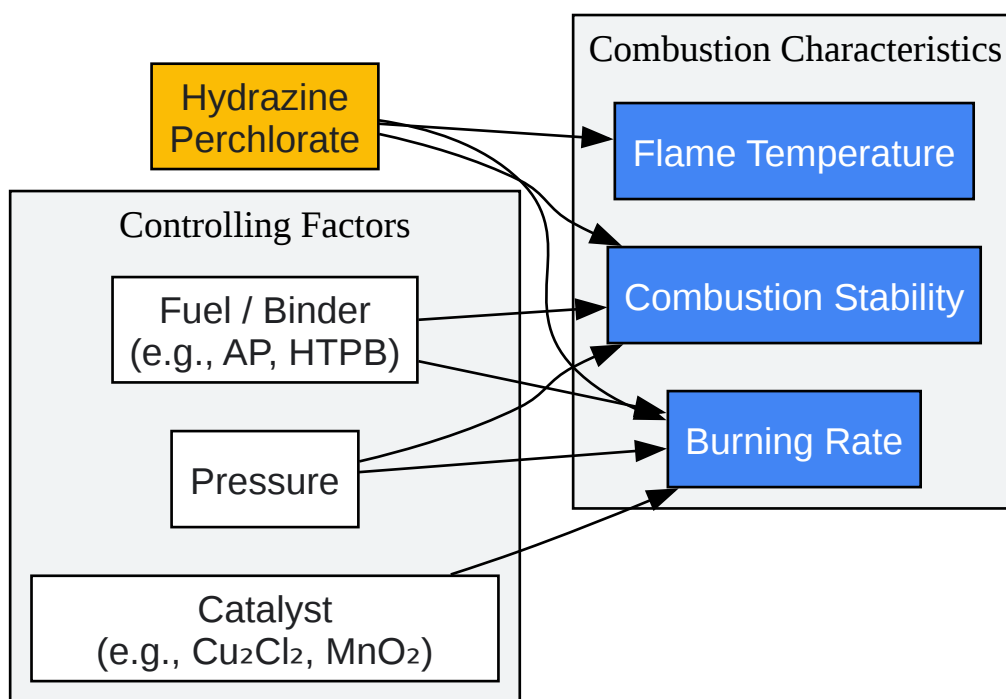 Combustion Characteristics
Hydrazine
Perchlorate
Flame Temperature
Controlling Factors
Fuel / Binder
(e.g., AP, HTPB)
Combustion Stability
Pressure
Burning Rate
Catalyst
(e.g., Cu₂Cl₂, MnO₂)